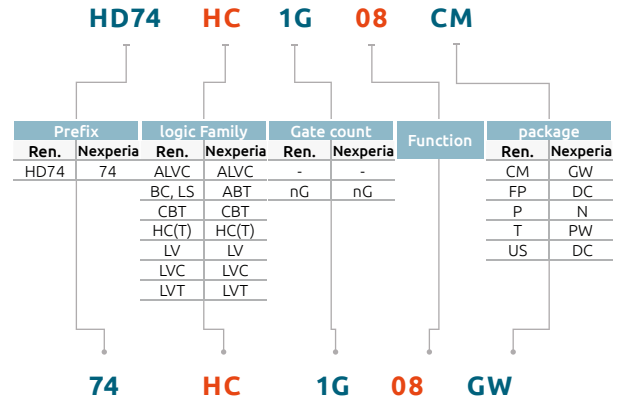 HD74 HC 1G 08 CM
Prefix logic Family Gate count Function package
Ren. Nexperia Ren. Nexperia Ren. Nexperia Ren. Nexperia
HD74 74 ALVC ALVC - - CM GW
BC, LS ABT nG nG FP DC
CBT CBT P N
HC(T) HC(T) T PW
LV LV US DC
LVC LVC
LVT LVT
74 HC 1G 08 GW